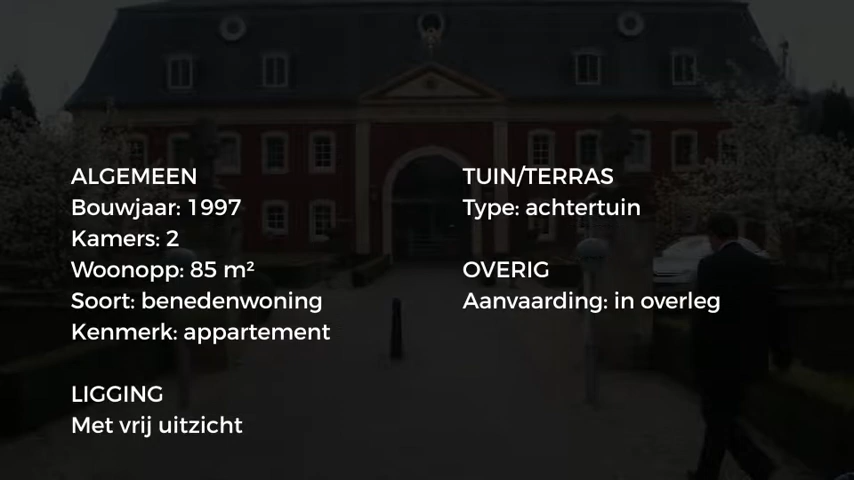 ALGEMEEN
Bouwjaar: 1997
Kamers: 2
Woonopp: 85 m²
Soort: benedenwoning
Kenmerk: appartement
LIGGING
Met vrij uitzicht
TUIN/TERRAS
Type: achtertuin
OVERIG
Aanvaarding: in overleg